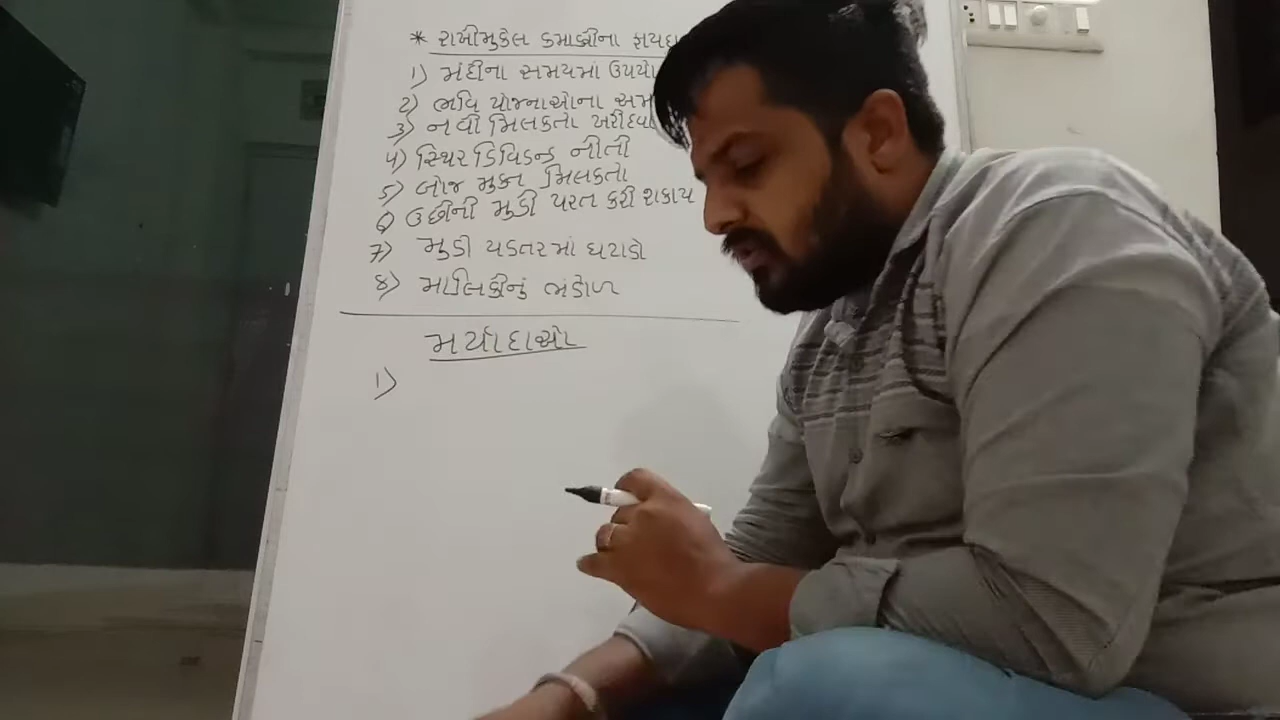 * રાખીમુકેલ કમાણીના ફાયદા
1) મંદીના સમયમાં ઉપયો
2) ભવિ યોજનાઓના અમ
3) નવી મિલકતો ખરીદવા
4) સ્થિર ડિવિડન્ડ નીતી
5) બોજ મુક્ત મિલકતો
6) ઉછીની મુડી પરત કરી શકાય
7) મુડી પડતરમાં ઘટાડો
8) માલિકીનું ભંડોળ
મર્યાદાઓ
1)